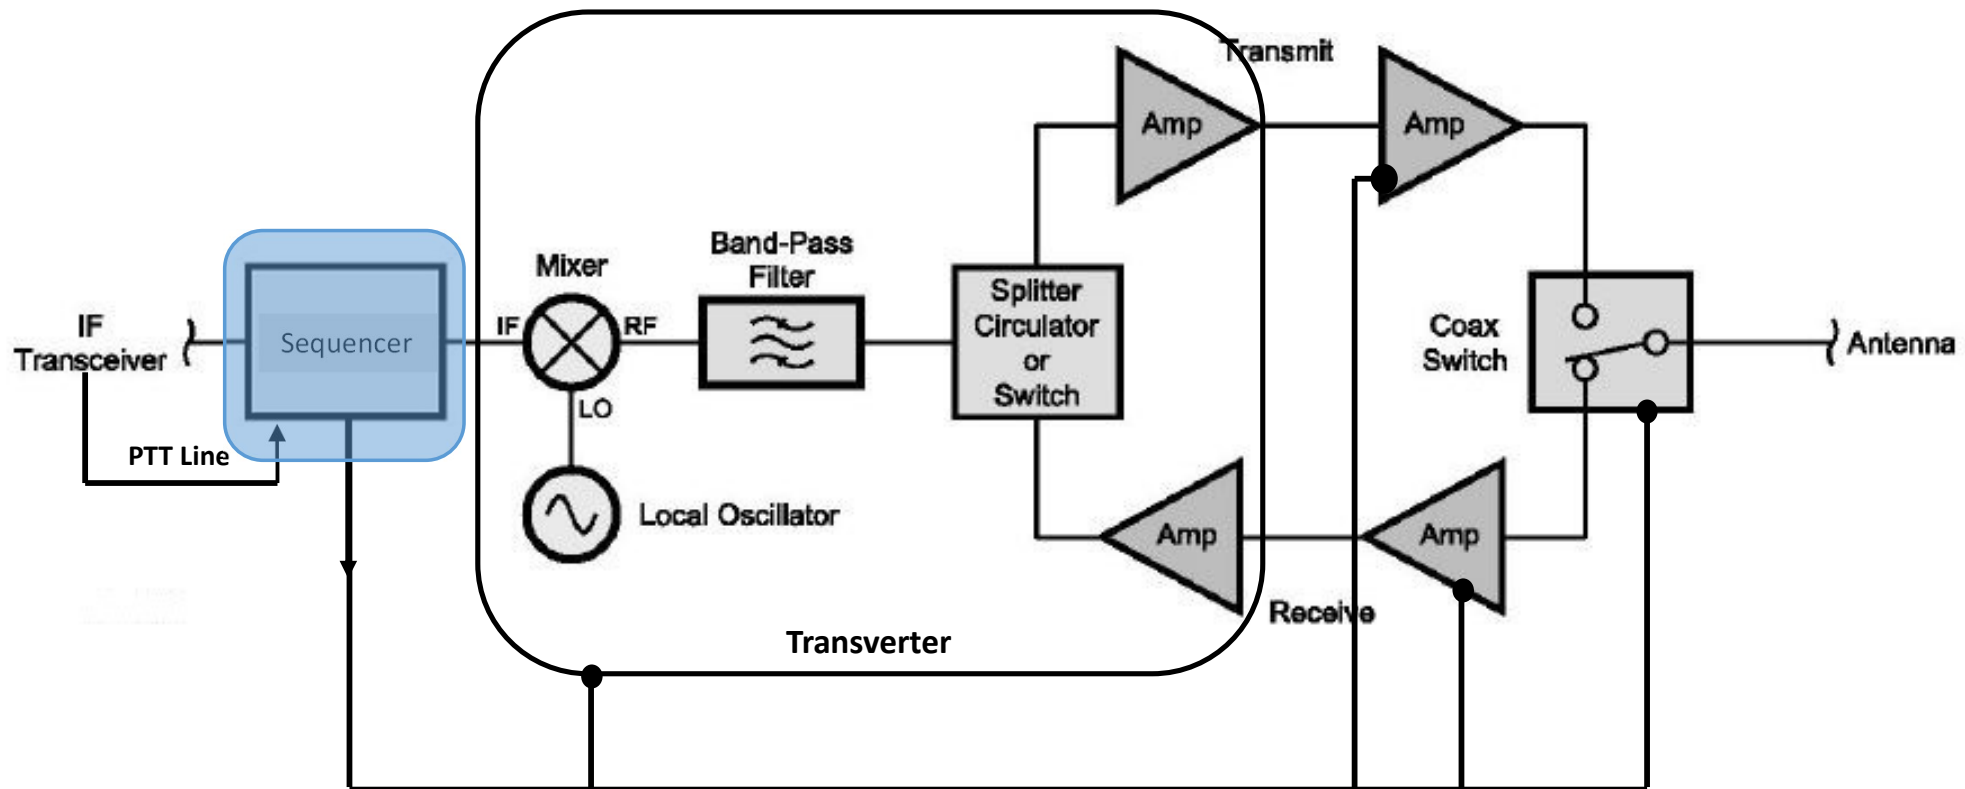 Transmit
Amp
Amp
Band-Pass
Filter
Mixer
IF
Transceiver
Sequencer
IF
RF
LO
Splitter
Circulator
or
Switch
Coax
Switch
Antenna
PTT Line
Local Oscillator
Amp
Amp
Receive
Transverter